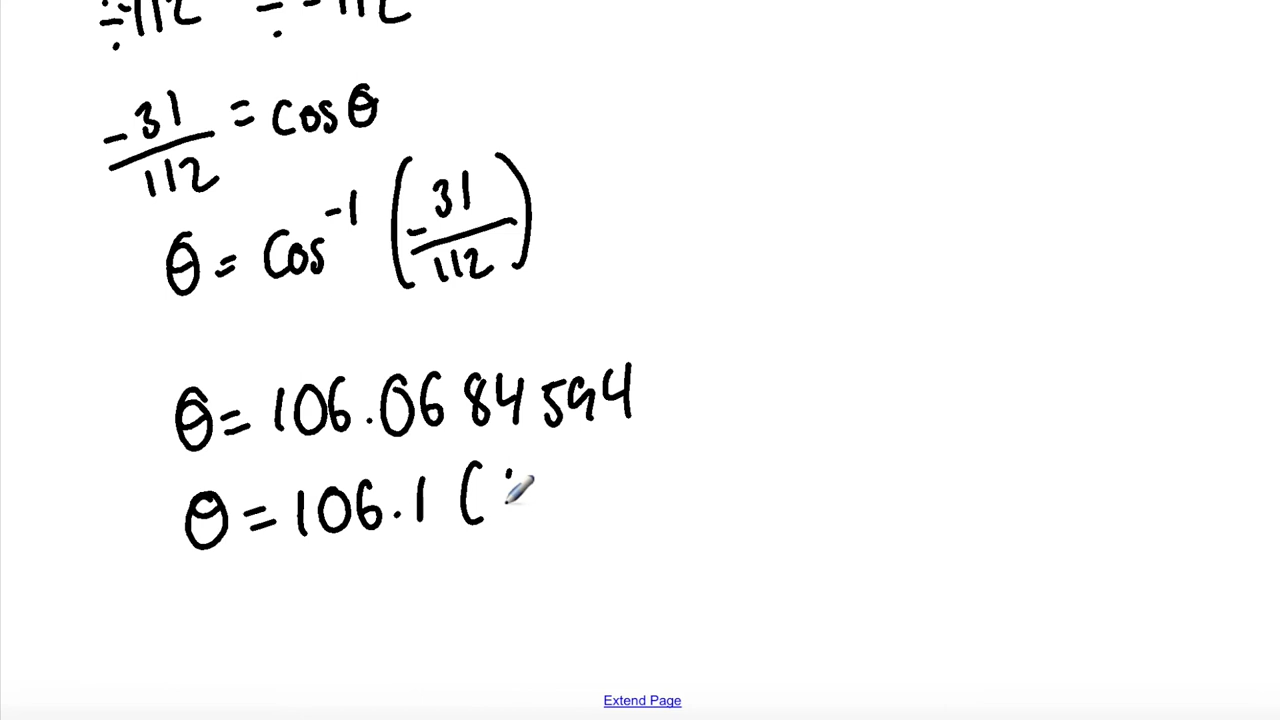 ÷-112 ÷-112
-31/112 = cos θ
θ = cos⁻¹ (-31/112)
θ = 106.0684594
θ = 106.1 (
Extend Page